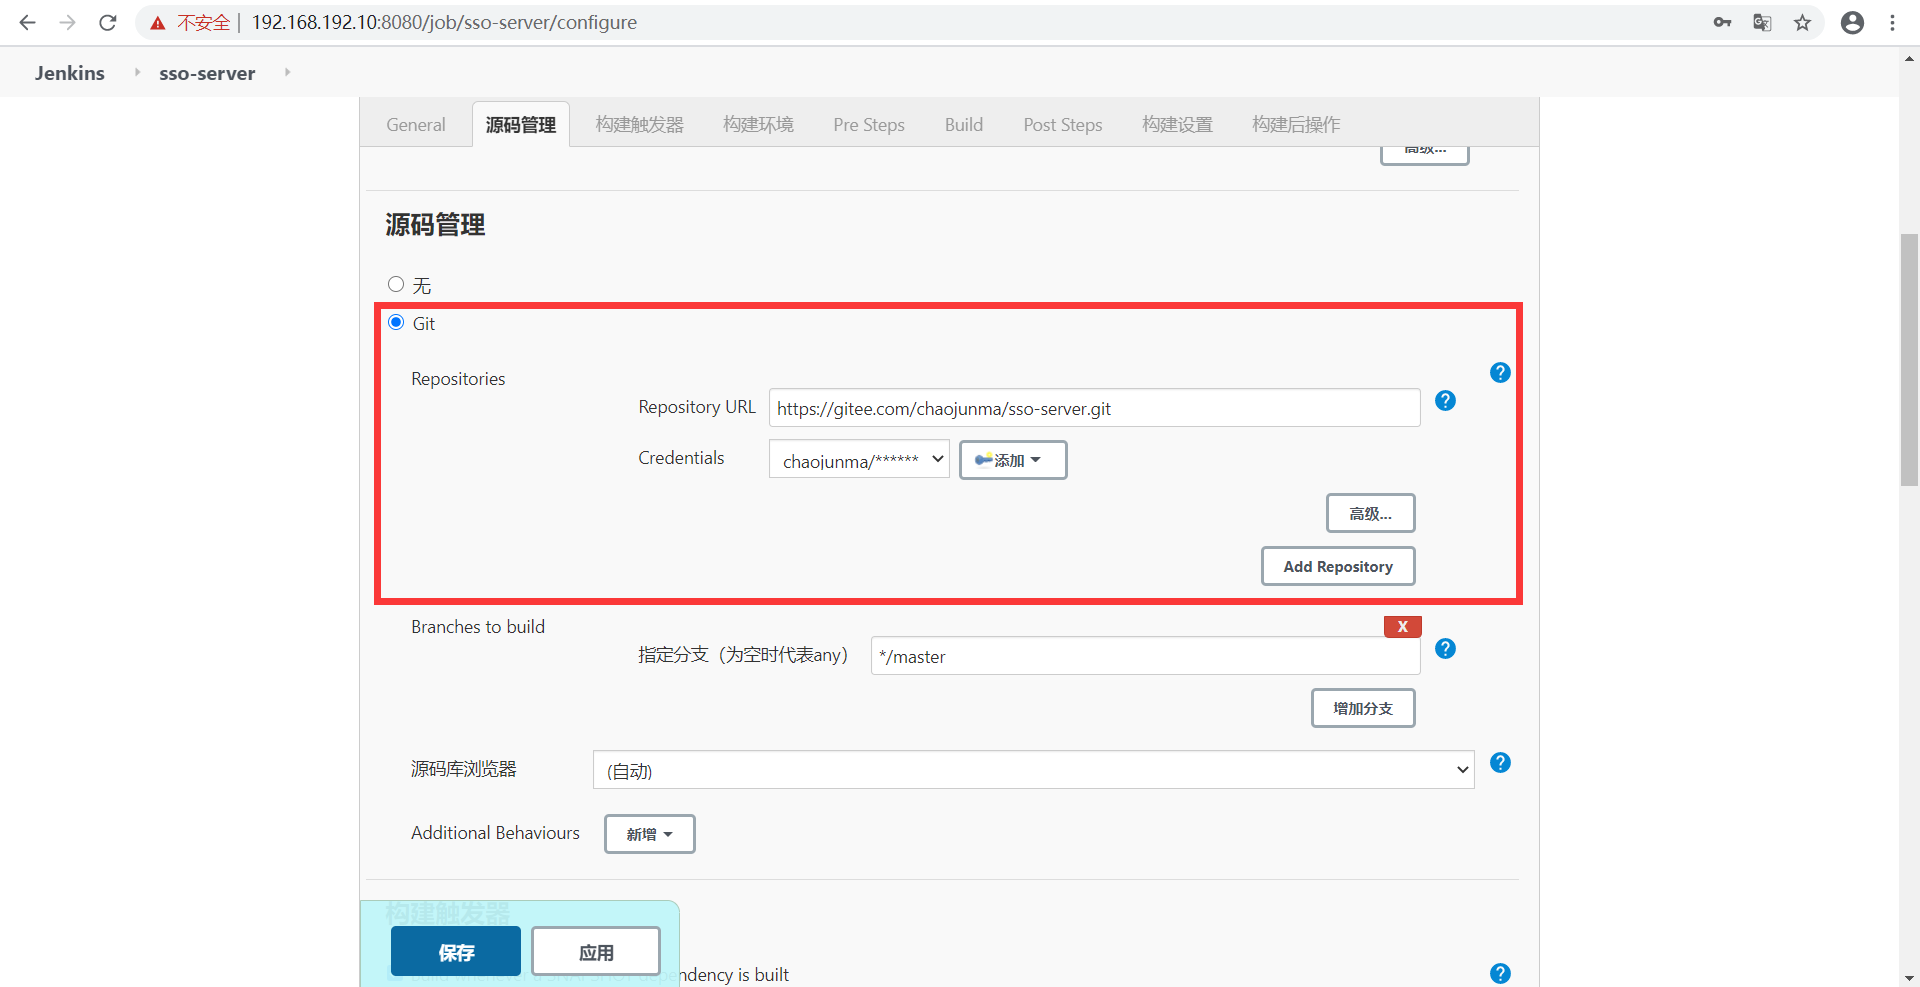 不安全 | 192.168.192.10:8080/job/sso-server/configure
Jenkins sso-server
General 源码管理 构建触发器 构建环境 Pre Steps Build Post Steps 构建设置 构建后操作
高级...
源码管理
无
Git
Repositories
Repository URL https://gitee.com/chaojunma/sso-server.git
Credentials chaojunma/****** 添加
高级...
Add Repository
Branches to build
X
指定分支（为空时代表any） */master
增加分支
源码库浏览器 (自动)
Additional Behaviours 新增
构建触发器
保存 应用
ndency is built